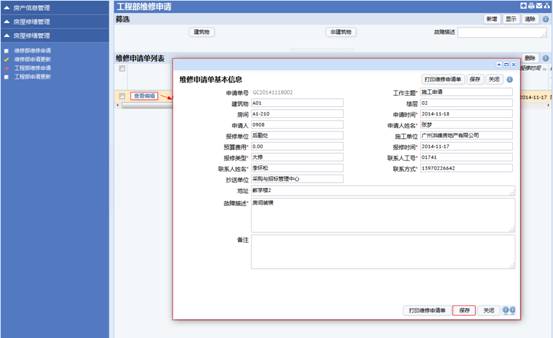 房产信息管理
房屋修缮管理
房屋修缮管理
维修部维修申请
维修部申请更新
工程部维修申请
工程部申请更新
工程部维修申请
筛选
新增 显示 清除
建筑物 非建筑物 故障描述
维修申请单列表
删除
查看编辑
2014-11-17
维修申请单基本信息
打印维修申请单 保存 关闭
申请单号 GC20141118002 工作主题* 施工申请
建筑物 A01 楼层 02
房间 A1-210 申请时间* 2014-11-18
申请人 0908 申请人姓名* 张梦
报修单位 后勤处 施工单位 广州洪维房地产有限公司
预算费用* 0.00 报修时间* 2014-11-17
报修类型* 大修 联系人工号* 01741
联系人姓名* 李怀松 联系方式* 13970226642
抄送单位 采购与招标管理中心
地址 教学楼2
故障描述* 房间装潢
备注
打印维修申请单 保存 关闭